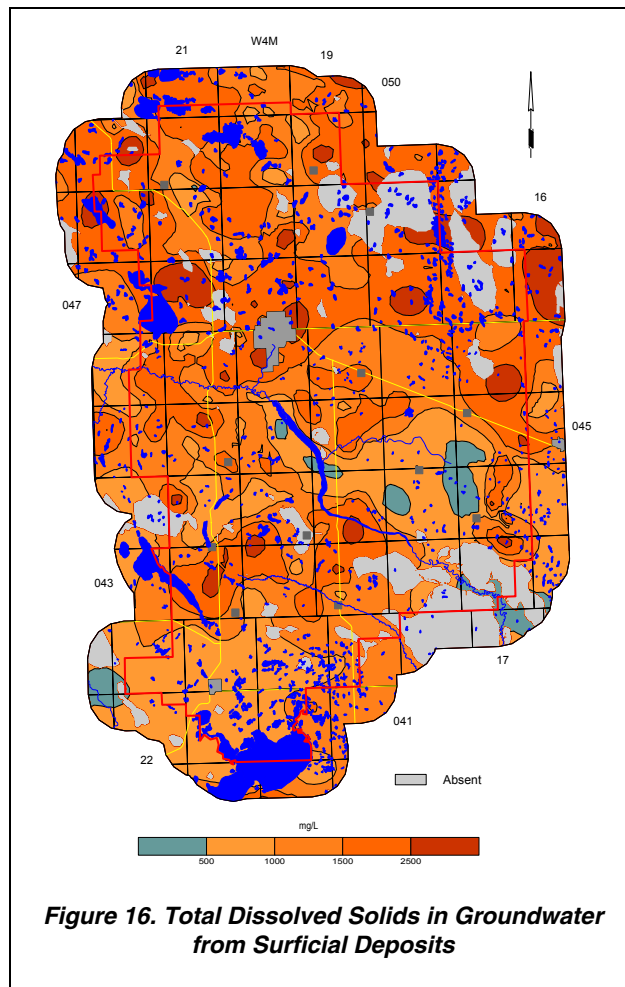 W4M
21
19
050
16
047
045
043
17
041
22
Absent
mg/L
500
1000
1500
2500
Figure 16. Total Dissolved Solids in Groundwater
from Surficial Deposits